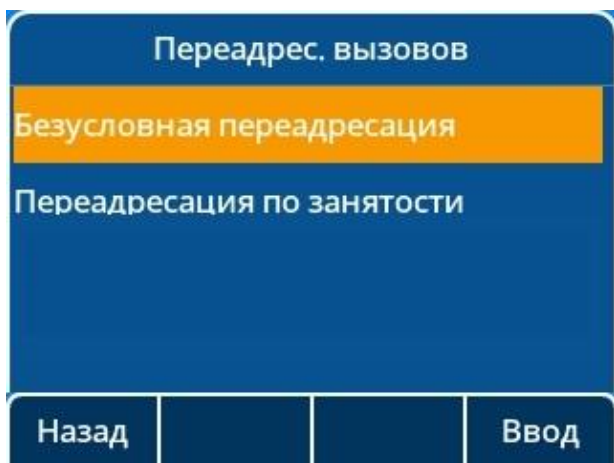 Переадрес. вызовов
Безусловная переадресация
Переадресация по занятости
Назад
Ввод